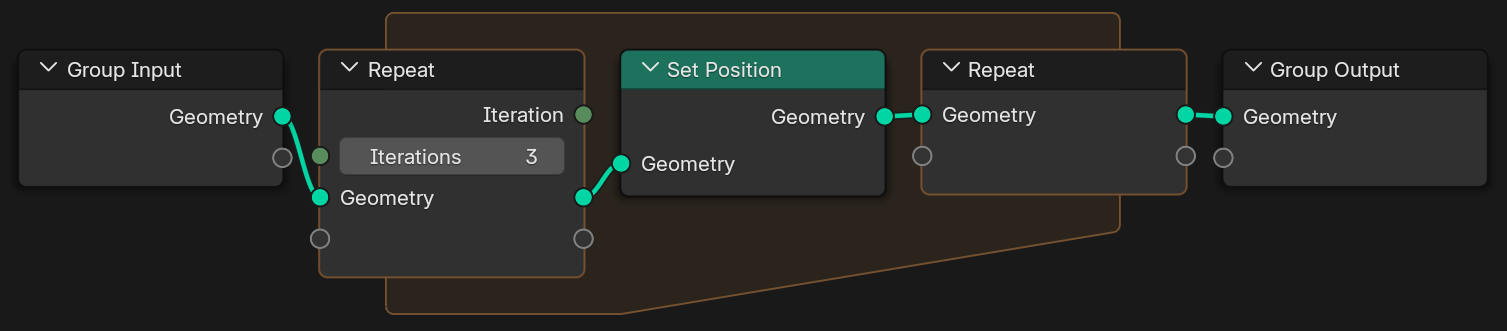 Group Input
Geometry
Repeat
Iteration
Iterations 3
Geometry
Set Position
Geometry
Geometry
Repeat
Geometry
Group Output
Geometry